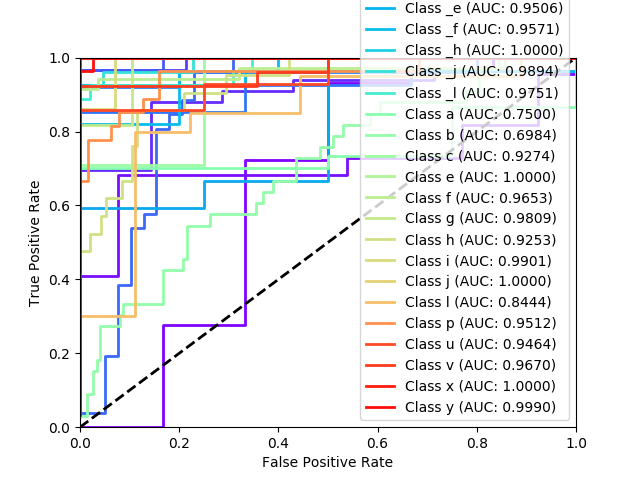 Class _e (AUC: 0.9506)
Class _f (AUC: 0.9571)
Class _h (AUC: 1.0000)
Class _i (AUC: 0.9894)
Class _l (AUC: 0.9751)
Class a (AUC: 0.7500)
Class b (AUC: 0.6984)
Class c (AUC: 0.9274)
Class e (AUC: 1.0000)
Class f (AUC: 0.9653)
Class g (AUC: 0.9809)
Class h (AUC: 0.9253)
Class i (AUC: 0.9901)
Class j (AUC: 1.0000)
Class l (AUC: 0.8444)
Class p (AUC: 0.9512)
Class u (AUC: 0.9464)
Class v (AUC: 0.9670)
Class x (AUC: 1.0000)
Class y (AUC: 0.9990)
True Positive Rate
1.0
0.8
0.6
0.4
0.2
0.0
0.0 0.2 0.4 0.6 0.8 1.0
False Positive Rate